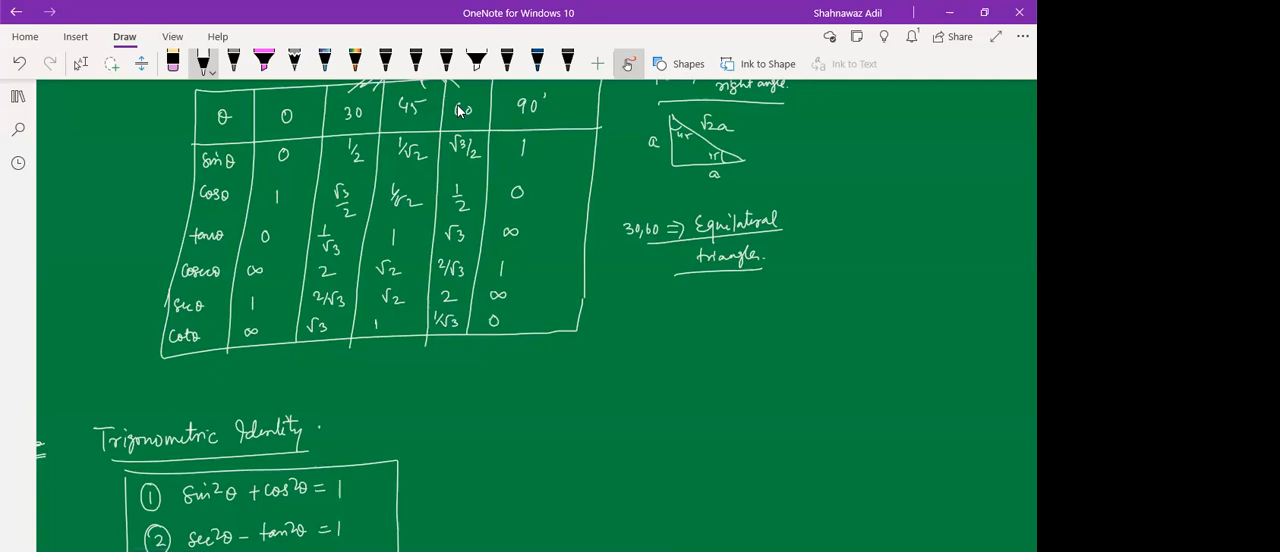 OneNote for Windows 10
Shahnawaz Adil
Home Insert Draw View Help
Share
Shapes Ink to Shape Ink to Text
right angle.
θ 0 30 45 60 90°
sinθ 0 1/2 1/√2 √3/2 1
cosθ 1 √3/2 1/√2 1/2 0
tanθ 0 1/√3 1 √3 ∞
cosecθ ∞ 2 √2 2/√3 1
secθ 1 2/√3 √2 2 ∞
cotθ ∞ √3 1 1/√3 0
√2a
45
a
45
a
30,60 ⇒ Equilateral
triangles.
Trigonometric Identity.
① sin²θ + cos²θ = 1
② sec²θ - tan²θ = 1